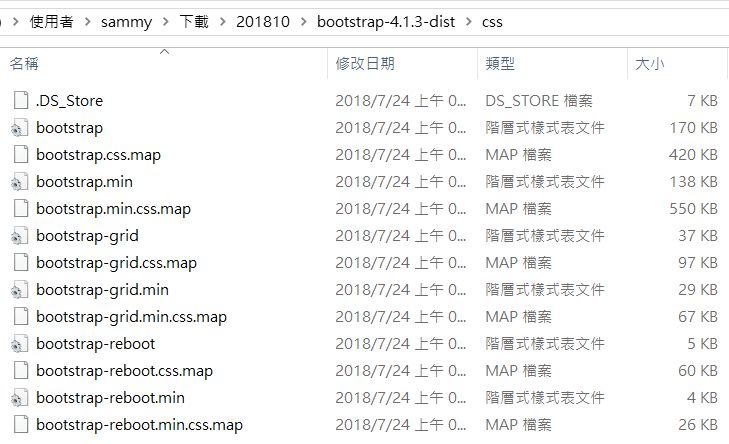 使用者 > sammy > 下載 > 201810 > bootstrap-4.1.3-dist > css
名稱 修改日期 類型 大小
.DS_Store 2018/7/24 上午 0... DS_STORE 檔案 7 KB
bootstrap 2018/7/24 上午 0... 階層式樣式表文件 170 KB
bootstrap.css.map 2018/7/24 上午 0... MAP 檔案 420 KB
bootstrap.min 2018/7/24 上午 0... 階層式樣式表文件 138 KB
bootstrap.min.css.map 2018/7/24 上午 0... MAP 檔案 550 KB
bootstrap-grid 2018/7/24 上午 0... 階層式樣式表文件 37 KB
bootstrap-grid.css.map 2018/7/24 上午 0... MAP 檔案 97 KB
bootstrap-grid.min 2018/7/24 上午 0... 階層式樣式表文件 29 KB
bootstrap-grid.min.css.map 2018/7/24 上午 0... MAP 檔案 67 KB
bootstrap-reboot 2018/7/24 上午 0... 階層式樣式表文件 5 KB
bootstrap-reboot.css.map 2018/7/24 上午 0... MAP 檔案 60 KB
bootstrap-reboot.min 2018/7/24 上午 0... 階層式樣式表文件 4 KB
bootstrap-reboot.min.css.map 2018/7/24 上午 0... MAP 檔案 26 KB